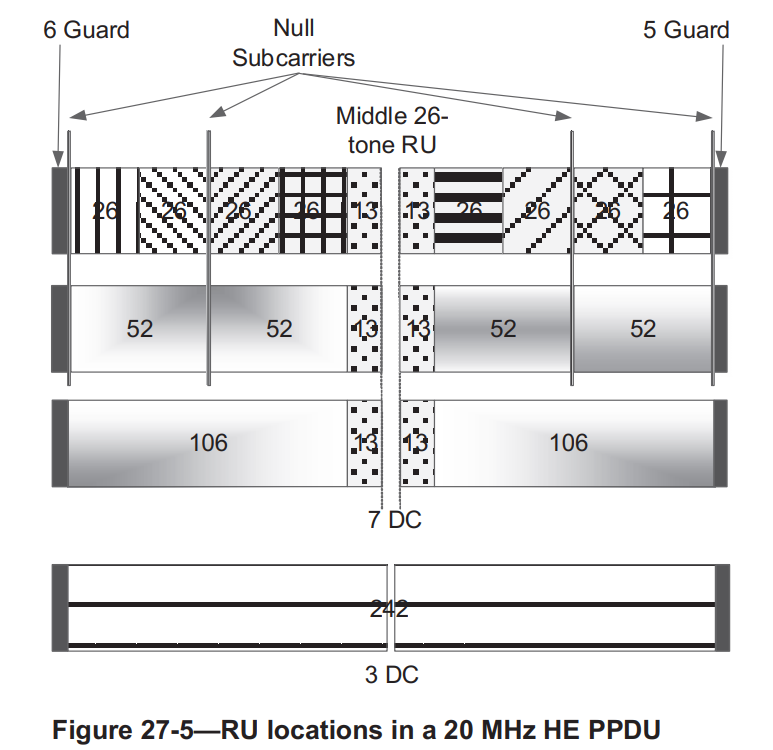 6 Guard
Null
Subcarriers
5 Guard
Middle 26-
tone RU
26 26 26 26 13 13 26 26 26 26
52 52 13 13 52 52
106 13 13 106
7 DC
242
3 DC
Figure 27-5—RU locations in a 20 MHz HE PPDU